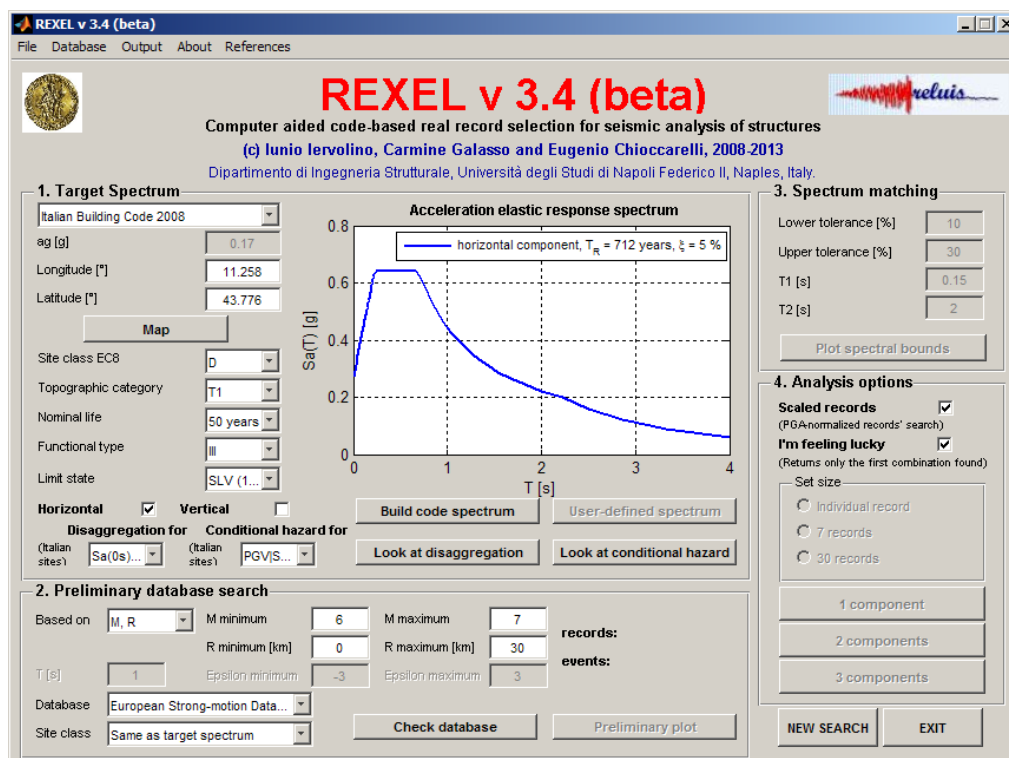 REXEL v 3.4 (beta)
File Database Output About References
REXEL v 3.4 (beta)
reluis
Computer aided code-based real record selection for seismic analysis of structures
(c) Iunio Iervolino, Carmine Galasso and Eugenio Chioccarelli, 2008-2013
Dipartimento di Ingegneria Strutturale, Università degli Studi di Napoli Federico II, Naples, Italy.
1. Target Spectrum
Italian Building Code 2008
ag [g] 0.17
Longitude [°] 11.258
Latitude [°] 43.776
Map
Site class EC8 D
Topographic category T1
Nominal life 50 years
Functional type III
Limit state SLV (1...
Horizontal Vertical
Disaggregation for Conditional hazard for
(Italian sites) Sa(0s)... (Italian sites) PGV|S...
Acceleration elastic response spectrum
horizontal component, T_R = 712 years, ξ = 5 %
Sa(T) [g]
0.8
0.6
0.4
0.2
0
0 1 2 3 4
T [s]
Build code spectrum User-defined spectrum
Look at disaggregation Look at conditional hazard
2. Preliminary database search
Based on M, R M minimum 6 M maximum 7
R minimum [km] 0 R maximum [km] 30
records:
events:
T [s] 1 Epsilon minimum -3 Epsilon maximum 3
Database European Strong-motion Data...
Site class Same as target spectrum
Check database Preliminary plot
3. Spectrum matching
Lower tolerance [%] 10
Upper tolerance [%] 30
T1 [s] 0.15
T2 [s] 2
Plot spectral bounds
4. Analysis options
Scaled records
(PGA-normalized records' search)
I'm feeling lucky
(Returns only the first combination found)
Set size
Individual record
7 records
30 records
1 component
2 components
3 components
NEW SEARCH EXIT